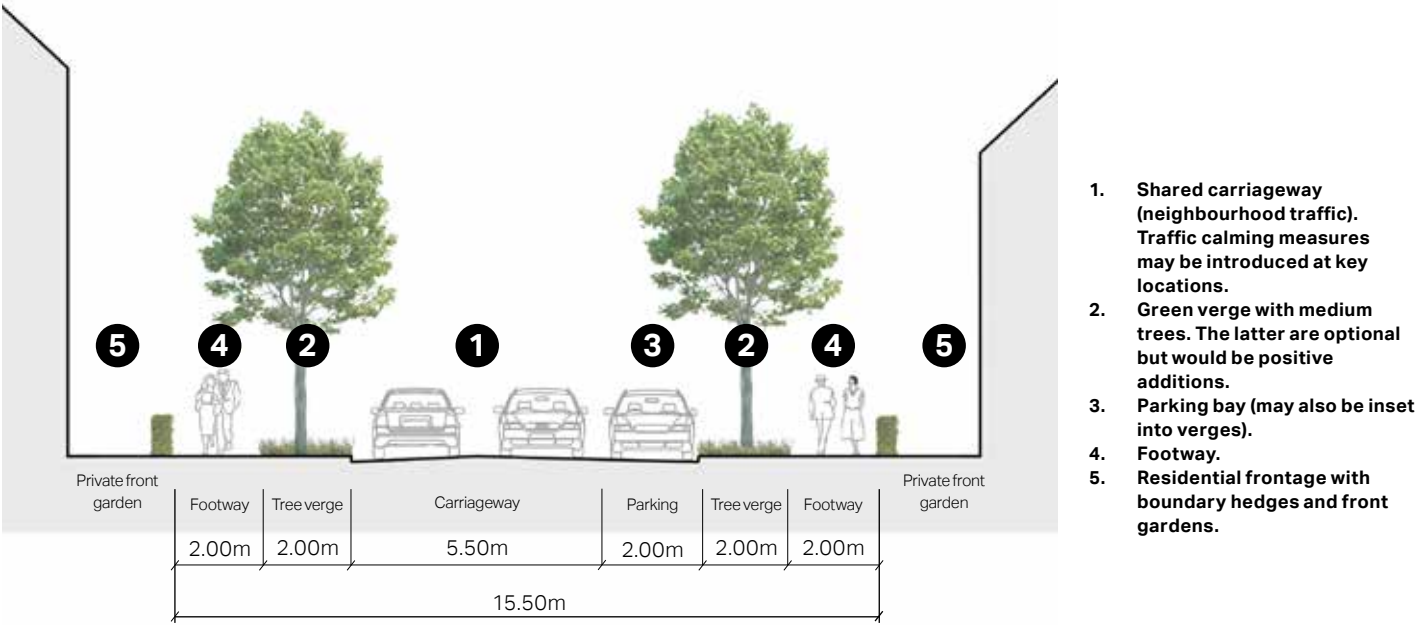 5 4 2 1 3 2 4 5
Private front
garden
Footway Tree verge Carriageway Parking Tree verge Footway
Private front
garden
2.00m 2.00m 5.50m 2.00m 2.00m 2.00m
15.50m
1. Shared carriageway
(neighbourhood traffic).
Traffic calming measures
may be introduced at key
locations.
2. Green verge with medium
trees. The latter are optional
but would be positive
additions.
3. Parking bay (may also be inset
into verges).
4. Footway.
5. Residential frontage with
boundary hedges and front
gardens.